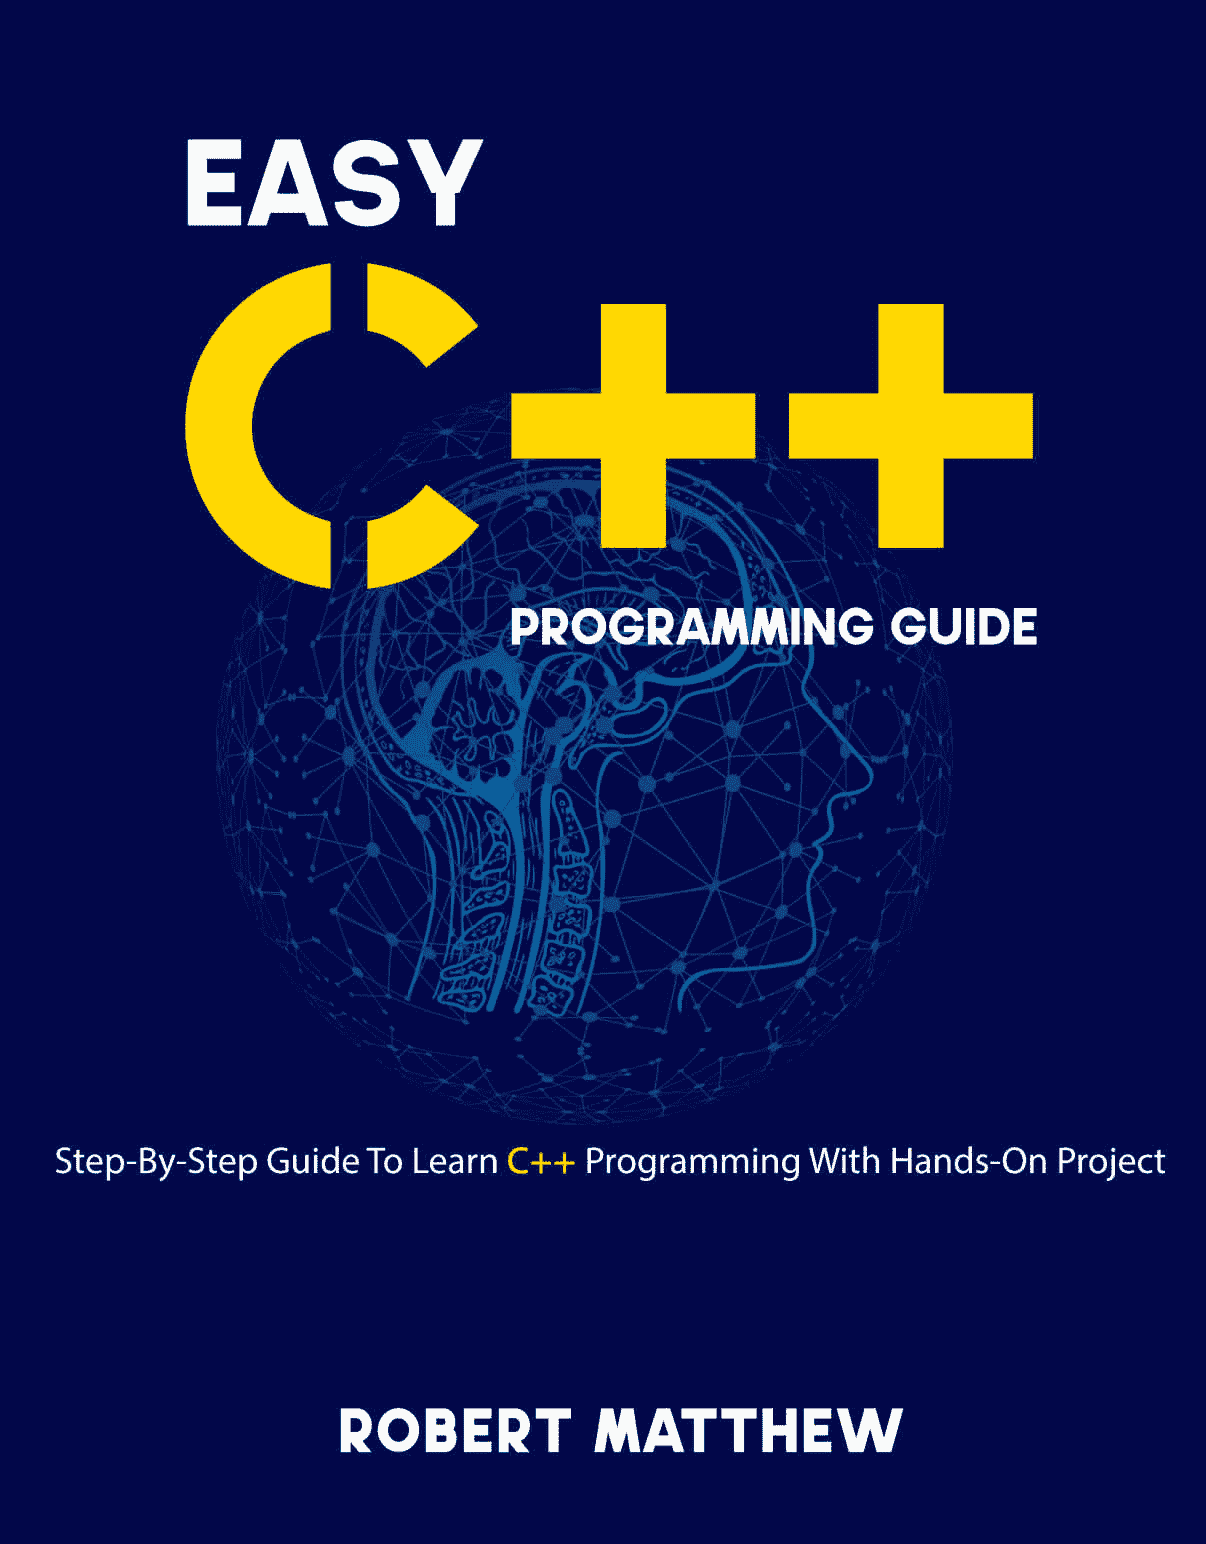 EASY
C++
PROGRAMMING GUIDE
Step-By-Step Guide To Learn C++ Programming With Hands-On Project
ROBERT MATTHEW